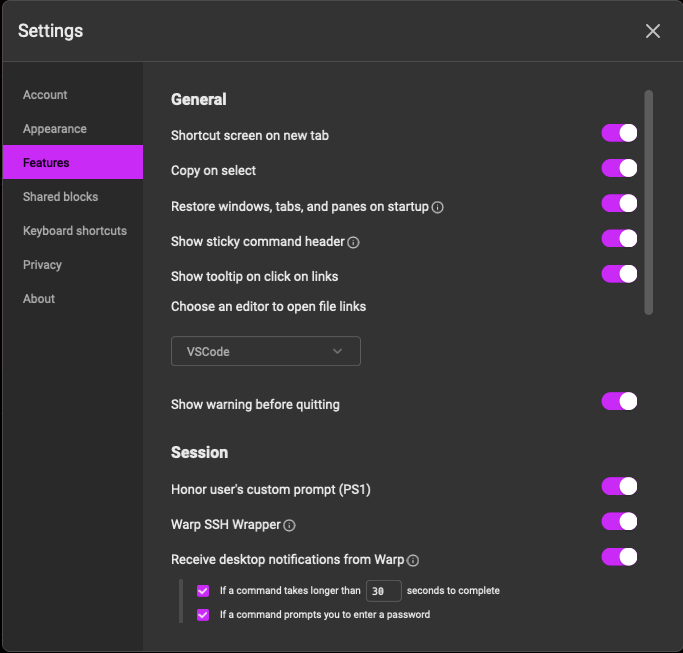 Settings
Account
Appearance
Features
Shared blocks
Keyboard shortcuts
Privacy
About
General
Shortcut screen on new tab
Copy on select
Restore windows, tabs, and panes on startup
Show sticky command header
Show tooltip on click on links
Choose an editor to open file links
VSCode
Show warning before quitting
Session
Honor user's custom prompt (PS1)
Warp SSH Wrapper
Receive desktop notifications from Warp
If a command takes longer than 30 seconds to complete
If a command prompts you to enter a password